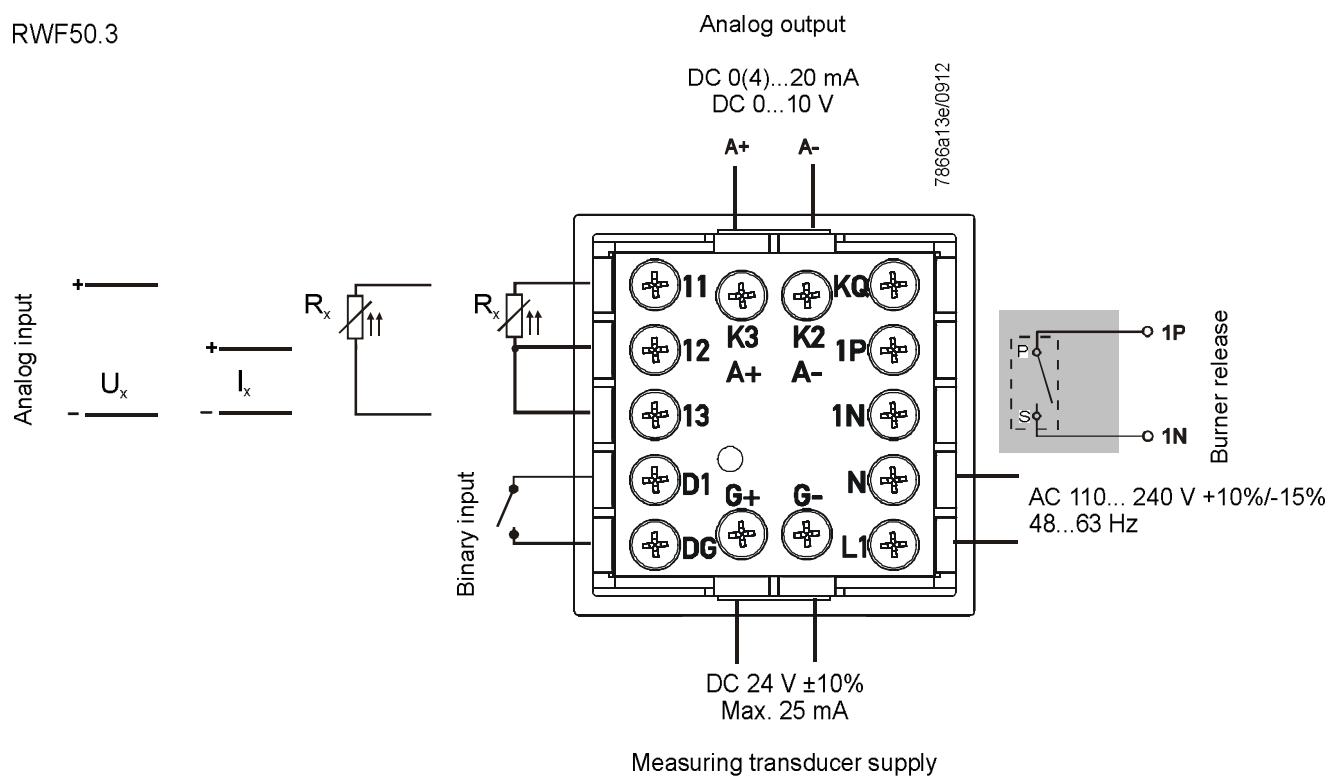 RWF50.3
Analog output
DC 0(4)...20 mA
DC 0...10 V
7866a13e/0912
A+ A-
Analog input
+
- Ux
+
- Ix
Rx
Rx
11 K3 K2 KQ
12 A+ A- 1P
13 1N
D1 G+ G- N
DG L1
Binary input
P 1P
S 1N
Burner release
AC 110... 240 V +10%/-15%
48...63 Hz
DC 24 V ±10%
Max. 25 mA
Measuring transducer supply